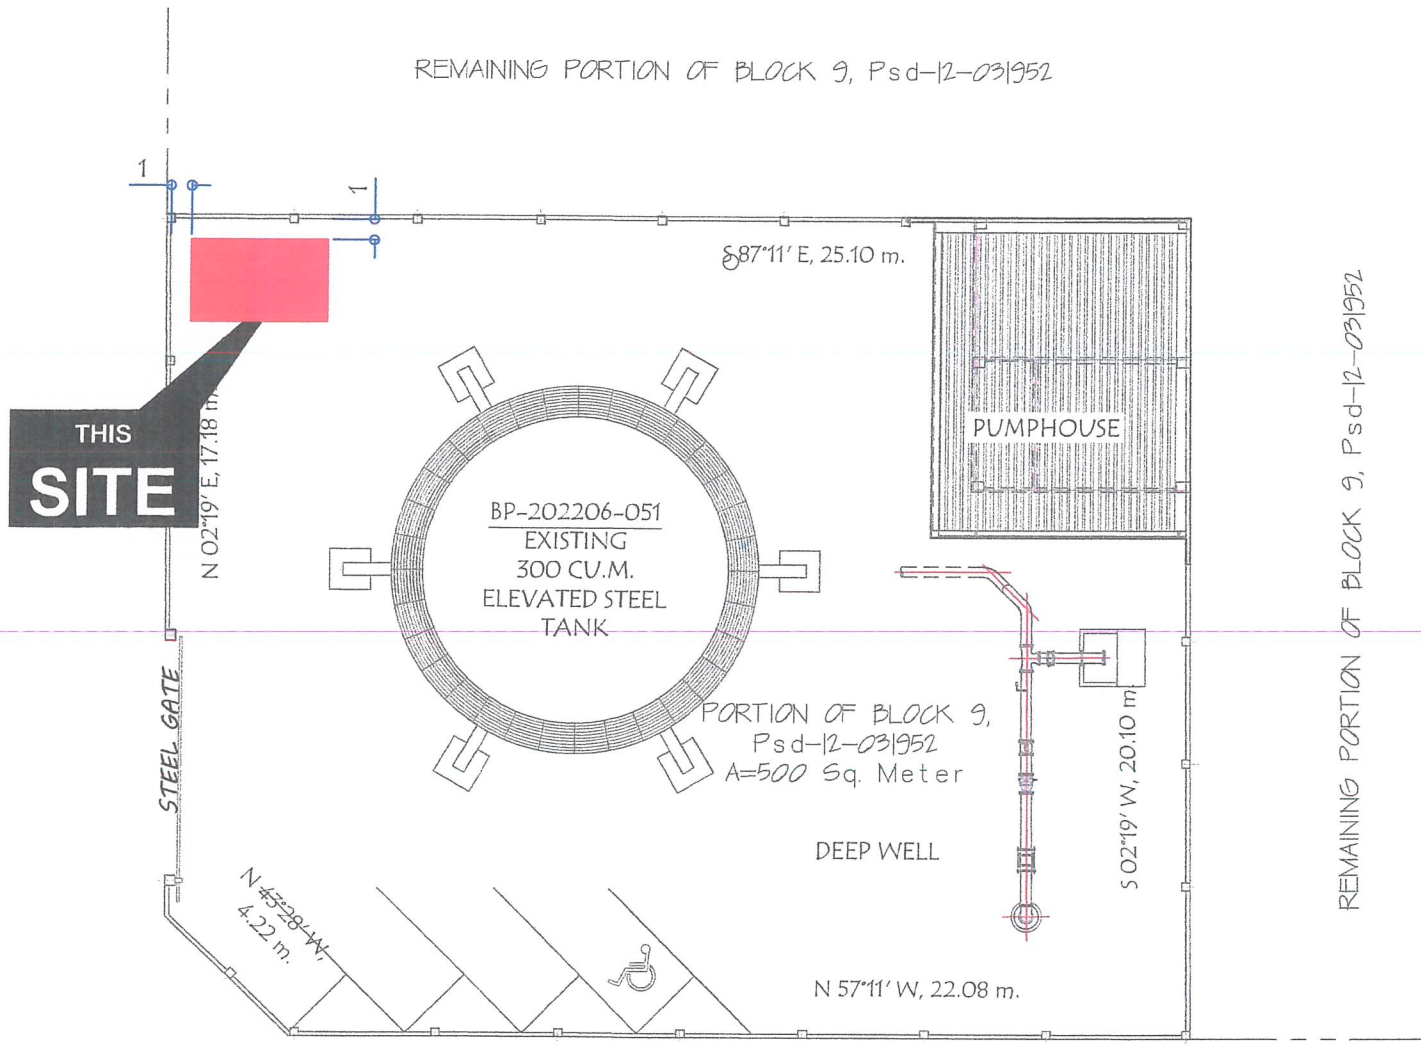 REMAINING PORTION OF BLOCK 9, Psd-12-031952
1
1
S 87°11' E, 25.10 m.
THIS
SITE
N 02°19' E, 17.18 m.
PUMPHOUSE
BP-202206-051
EXISTING
300 CU.M.
ELEVATED STEEL
TANK
REMAINING PORTION OF BLOCK 9, Psd-12-031952
STEEL GATE
PORTION OF BLOCK 9,
Psd-12-031952
A=500 Sq. Meter
S 02°19' W, 20.10 m.
DEEP WELL
N 43°28' W,
4.22 m.
N 57°11' W, 22.08 m.